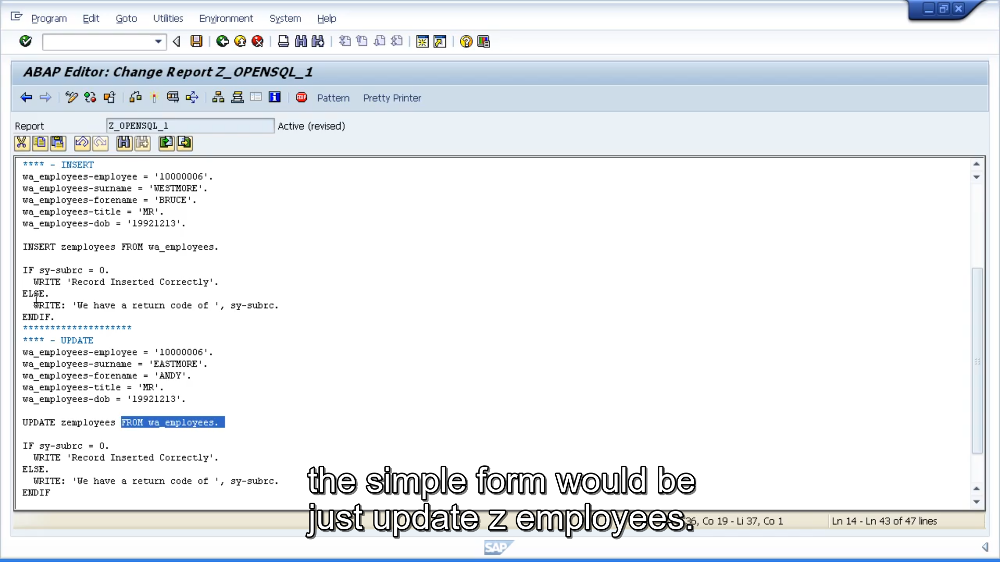 Program Edit Goto Utilities Environment System Help
ABAP Editor: Change Report Z_OPENSQL_1
STOP Pattern Pretty Printer
Report Z_OPENSQL_1 Active (revised)
**** - INSERT
wa_employees-employee = '10000006'.
wa_employees-surname = 'WESTMORE'.
wa_employees-forename = 'BRUCE'.
wa_employees-title = 'MR'.
wa_employees-dob = '19921213'.
INSERT zemployees FROM wa_employees.
IF sy-subrc = 0.
WRITE 'Record Inserted Correctly'.
ELSE.
WRITE: 'We have a return code of ', sy-subrc.
ENDIF.
********************
**** - UPDATE
wa_employees-employee = '10000006'.
wa_employees-surname = 'EASTMORE'.
wa_employees-forename = 'ANDY'.
wa_employees-title = 'MR'.
wa_employees-dob = '19921213'.
UPDATE zemployees FROM wa_employees.
IF sy-subrc = 0.
WRITE 'Record Inserted Correctly'.
ELSE.
WRITE: 'We have a return code of ', sy-subrc.
ENDIF
the simple form would be
just update z employees.
36, Co 19 - Li 37, Co 1 Ln 14 - Ln 43 of 47 lines
SAP